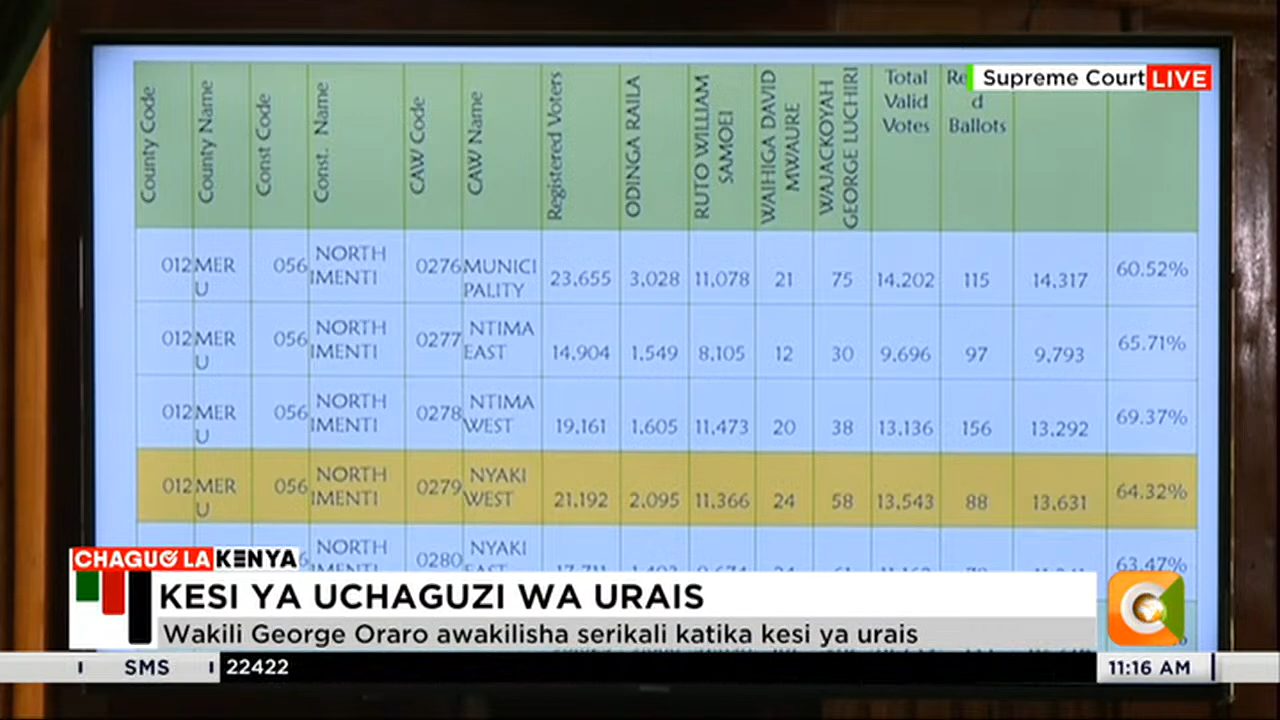 Supreme Court LIVE
County Code
County Name
Const Code
Const. Name
CAW Code
CAW Name
Registered Voters
ODINGA RAILA
RUTO WILLIAM
SAMOEI
WAIHIGA DAVID
MWAURE
WAJACKOYAH
GEORGE LUCHIRI
Total
Valid
Votes
Re
d
Ballots
012 MER
U 056 NORTH
IMENTI 0276 MUNICI
PALITY 23,655 3,028 11,078 21 75 14,202 115 14,317 60.52%
012 MER
U 056 NORTH
IMENTI 0277 NTIMA
EAST 14,904 1,549 8,105 12 30 9,696 97 9,793 65.71%
012 MER
U 056 NORTH
IMENTI 0278 NTIMA
WEST 19,161 1,605 11,473 20 38 13,136 156 13,292 69.37%
012 MER
U 056 NORTH
IMENTI 0279 NYAKI
WEST 21,192 2,095 11,366 24 58 13,543 88 13,631 64.32%
NORTH
IMENTI 0280 NYAKI
63.47%
CHAGUO LA KENYA
KESI YA UCHAGUZI WA URAIS
Wakili George Oraro awakilisha serikali katika kesi ya urais
SMS 22422
11:16 AM